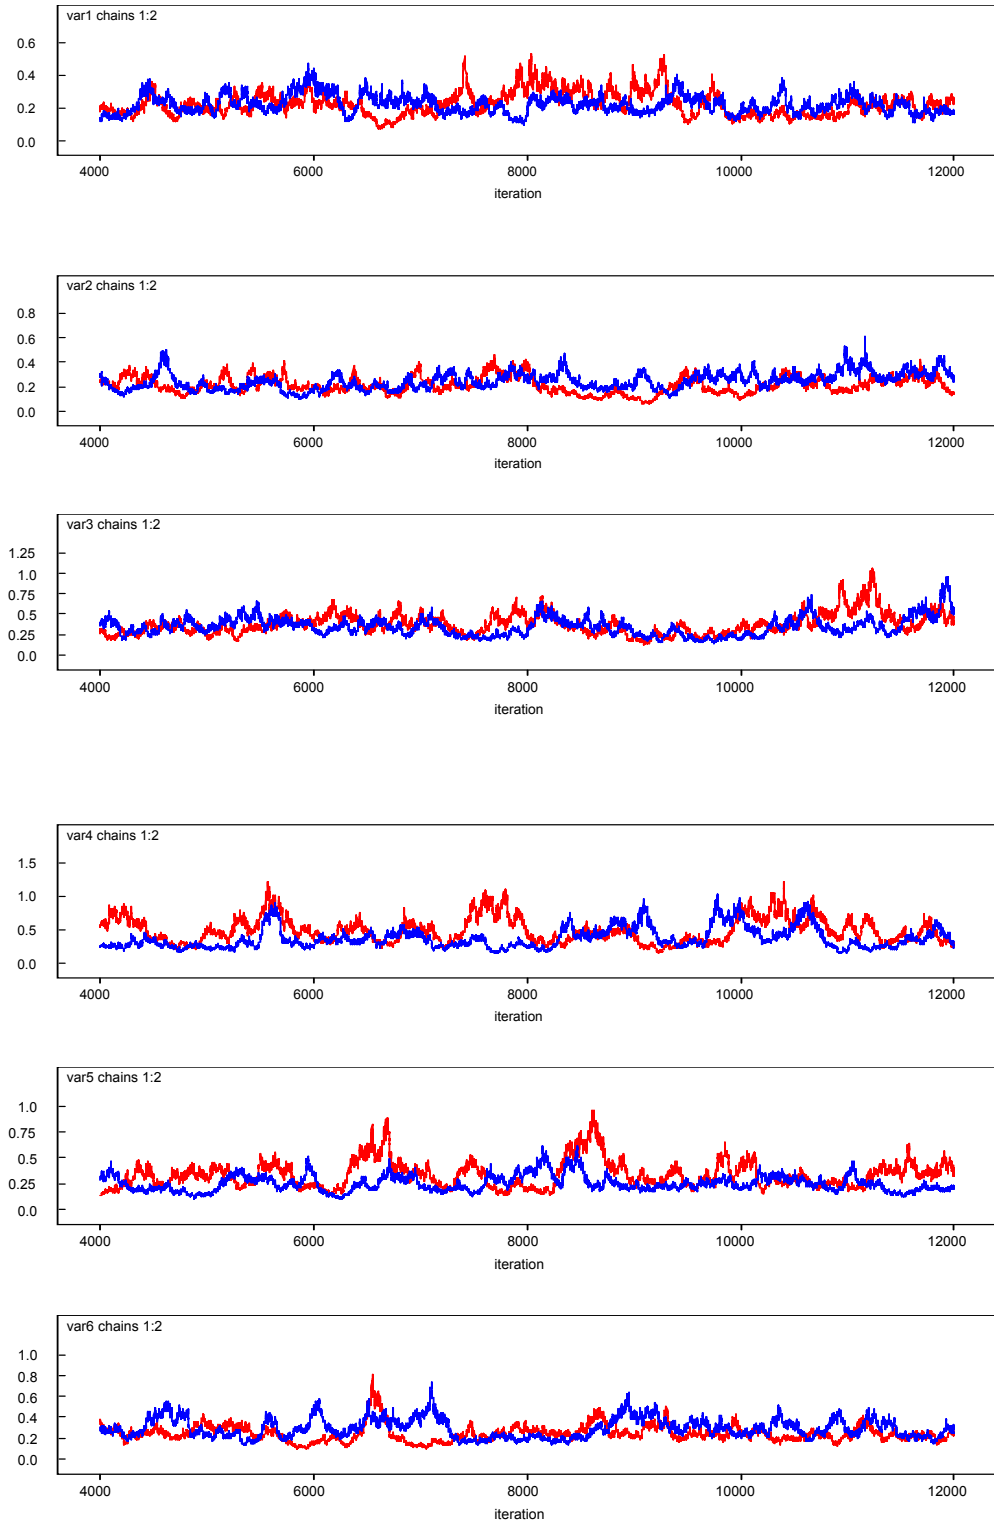 var1 chains 1:2
0.6
0.4
0.2
0.0
4000 6000 8000 10000 12000
iteration
var2 chains 1:2
0.8
0.6
0.4
0.2
0.0
4000 6000 8000 10000 12000
iteration
var3 chains 1:2
1.25
1.0
0.75
0.5
0.25
0.0
4000 6000 8000 10000 12000
iteration
var4 chains 1:2
1.5
1.0
0.5
0.0
4000 6000 8000 10000 12000
iteration
var5 chains 1:2
1.0
0.75
0.5
0.25
0.0
4000 6000 8000 10000 12000
iteration
var6 chains 1:2
1.0
0.8
0.6
0.4
0.2
0.0
4000 6000 8000 10000 12000
iteration